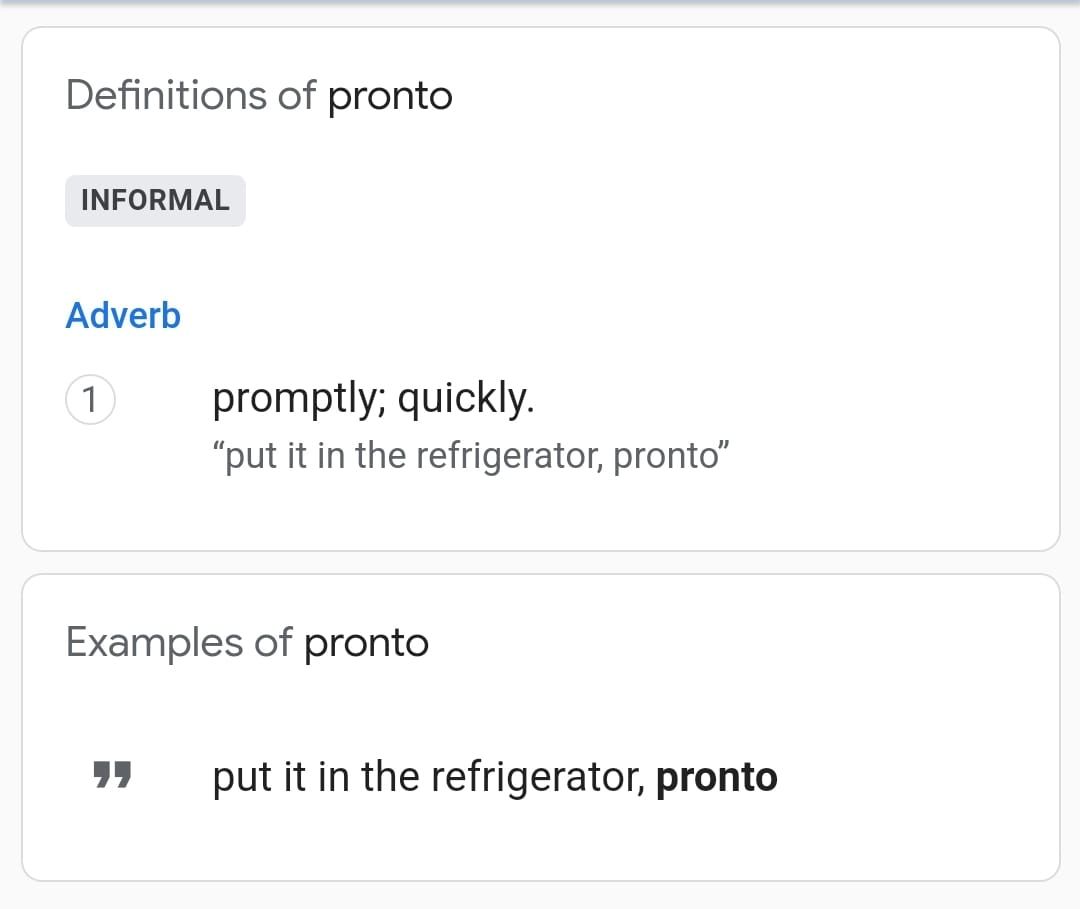 Definitions of pronto
INFORMAL
Adverb
1 promptly; quickly.
“put it in the refrigerator, pronto”
Examples of pronto
” put it in the refrigerator, pronto